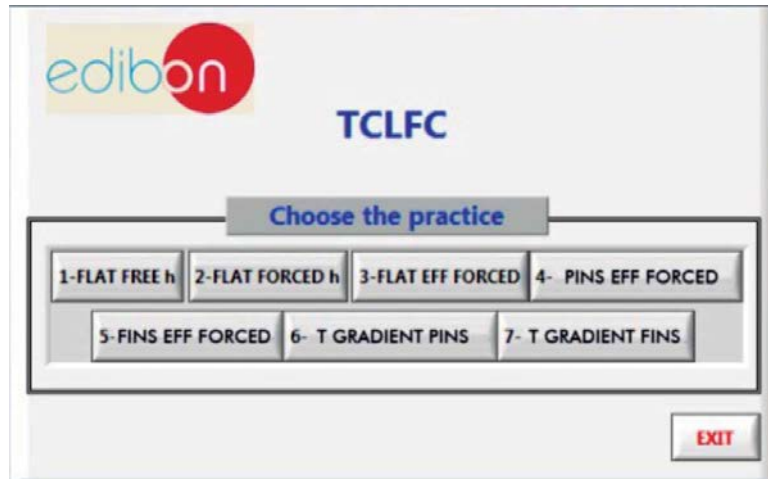 edibon
TCLFC
Choose the practice
1-FLAT FREE h 2-FLAT FORCED h 3-FLAT EFF FORCED 4- PINS EFF FORCED
5-FINS EFF FORCED 6- T GRADIENT PINS 7- T GRADIENT FINS
EXIT